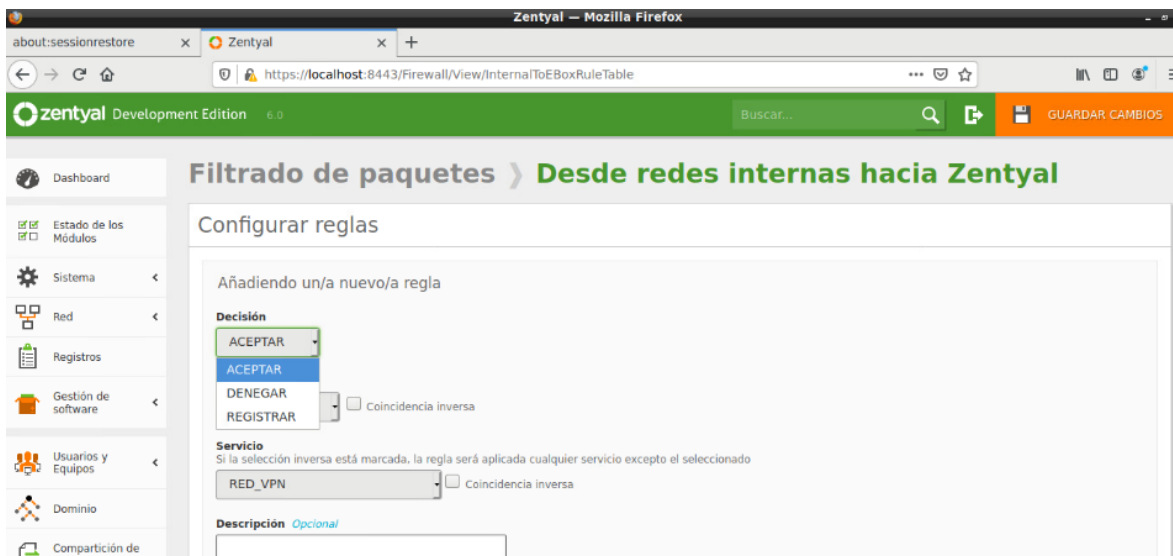 Zentyal — Mozilla Firefox
about:sessionrestore
Zentyal
https://localhost:8443/Firewall/View/InternalToEBoxRuleTable
zentyal Development Edition 6.0
Buscar...
GUARDAR CAMBIOS
Dashboard
Estado de los
Módulos
Sistema
Red
Registros
Gestión de
software
Usuarios y
Equipos
Dominio
Compartición de
Filtrado de paquetes ❭ Desde redes internas hacia Zentyal
Configurar reglas
Añadiendo un/a nuevo/a regla
Decisión
ACEPTAR
ACEPTAR
DENEGAR
REGISTRAR
Coincidencia inversa
Servicio
Si la selección inversa está marcada, la regla será aplicada cualquier servicio excepto el seleccionado
RED_VPN
Coincidencia inversa
Descripción Opcional